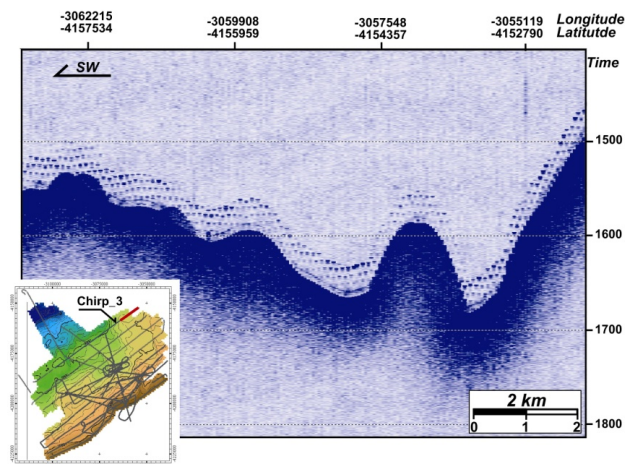 -3062215 -3059908 -3057548 -3055119 Longitude
-4157534 -4155959 -4154357 -4152790 Latitutde
SW
Time
1500
1600
1700
1800
Chirp_3
2 km
0 1 2